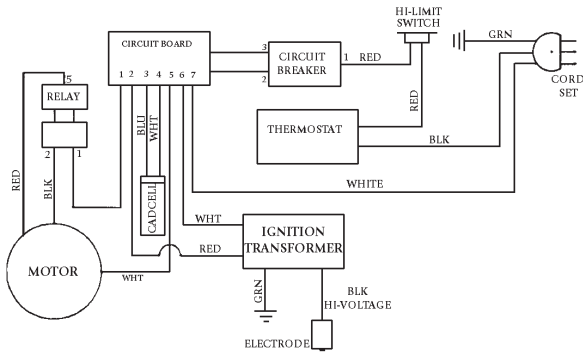 HI-LIMIT
SWITCH
GRN
CORD
SET
CIRCUIT BOARD
1 2 3 4 5 6 7
3
2
CIRCUIT
BREAKER
1
RED
RED
THERMOSTAT
BLK
WHITE
5
RELAY
2
1
RED
BLK
BLU
WHT
CADCELL
WHT
RED
IGNITION
TRANSFORMER
MOTOR
WHT
GRN
BLK
HI-VOLTAGE
ELECTRODE